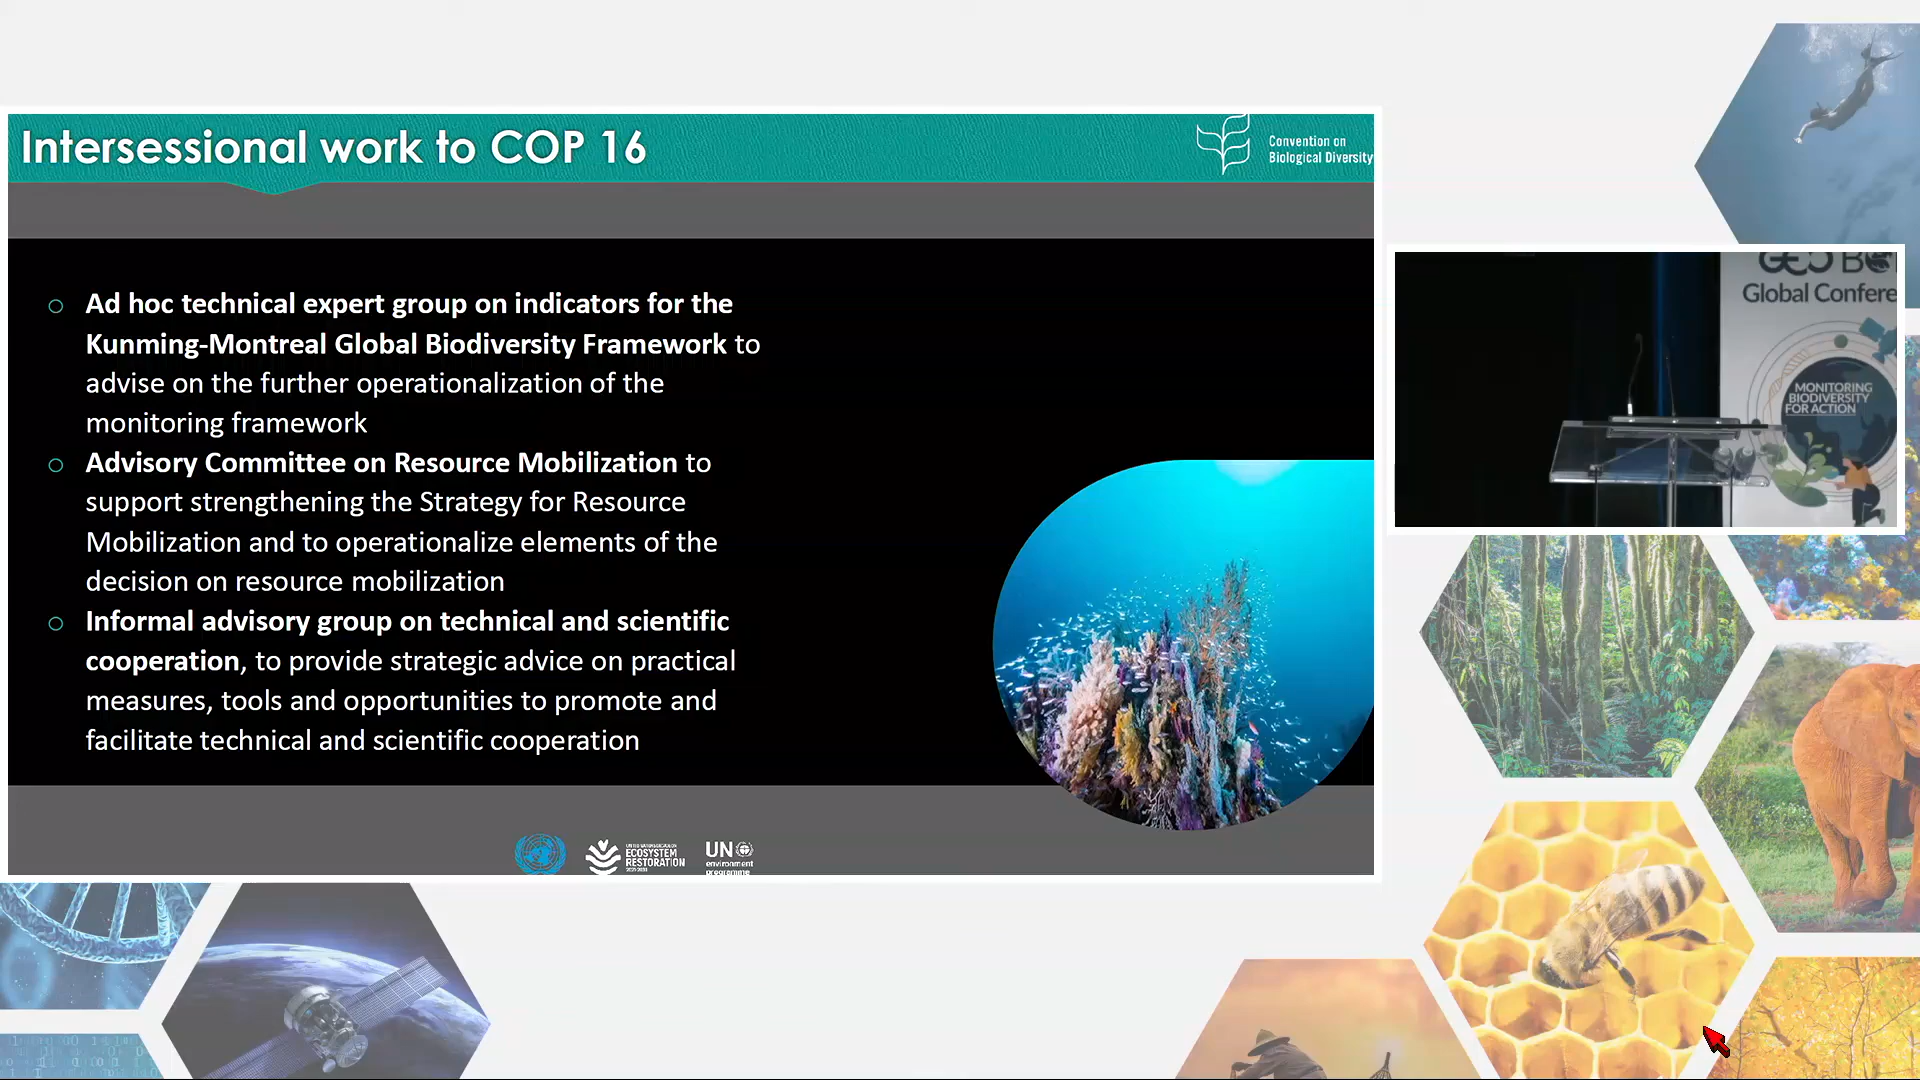 Intersessional work to COP 16
Convention on
Biological Diversity
Ad hoc technical expert group on indicators for the
Kunming-Montreal Global Biodiversity Framework to
advise on the further operationalization of the
monitoring framework
Advisory Committee on Resource Mobilization to
support strengthening the Strategy for Resource
Mobilization and to operationalize elements of the
decision on resource mobilization
Informal advisory group on technical and scientific
cooperation, to provide strategic advice on practical
measures, tools and opportunities to promote and
facilitate technical and scientific cooperation
ECOSYSTEM
RESTORATION
UN
environment
programme
GEO BO
Global Confere
MONITORING
BIODIVERSITY
FOR ACTION